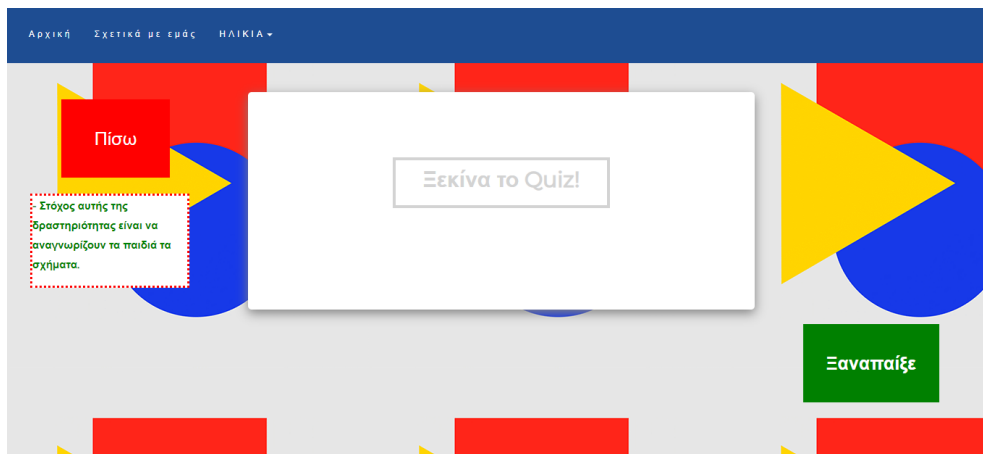 Αρχική Σχετικά με εμάς ΗΛΙΚΙΑ
Πίσω
Ξεκίνα το Quiz!
- Στόχος αυτής της
δραστηριότητας είναι να
αναγνωρίζουν τα παιδιά τα
σχήματα.
Ξαναπαίξε